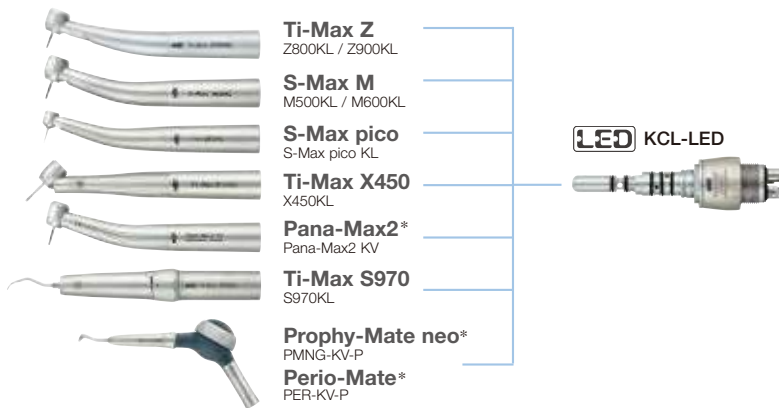 Ti-Max Z
Z800KL / Z900KL
S-Max M
M500KL / M600KL
S-Max pico
S-Max pico KL
LED KCL-LED
Ti-Max X450
X450KL
Pana-Max2*
Pana-Max2 KV
Ti-Max S970
S970KL
Prophy-Mate neo*
PMNG-KV-P
Perio-Mate*
PER-KV-P